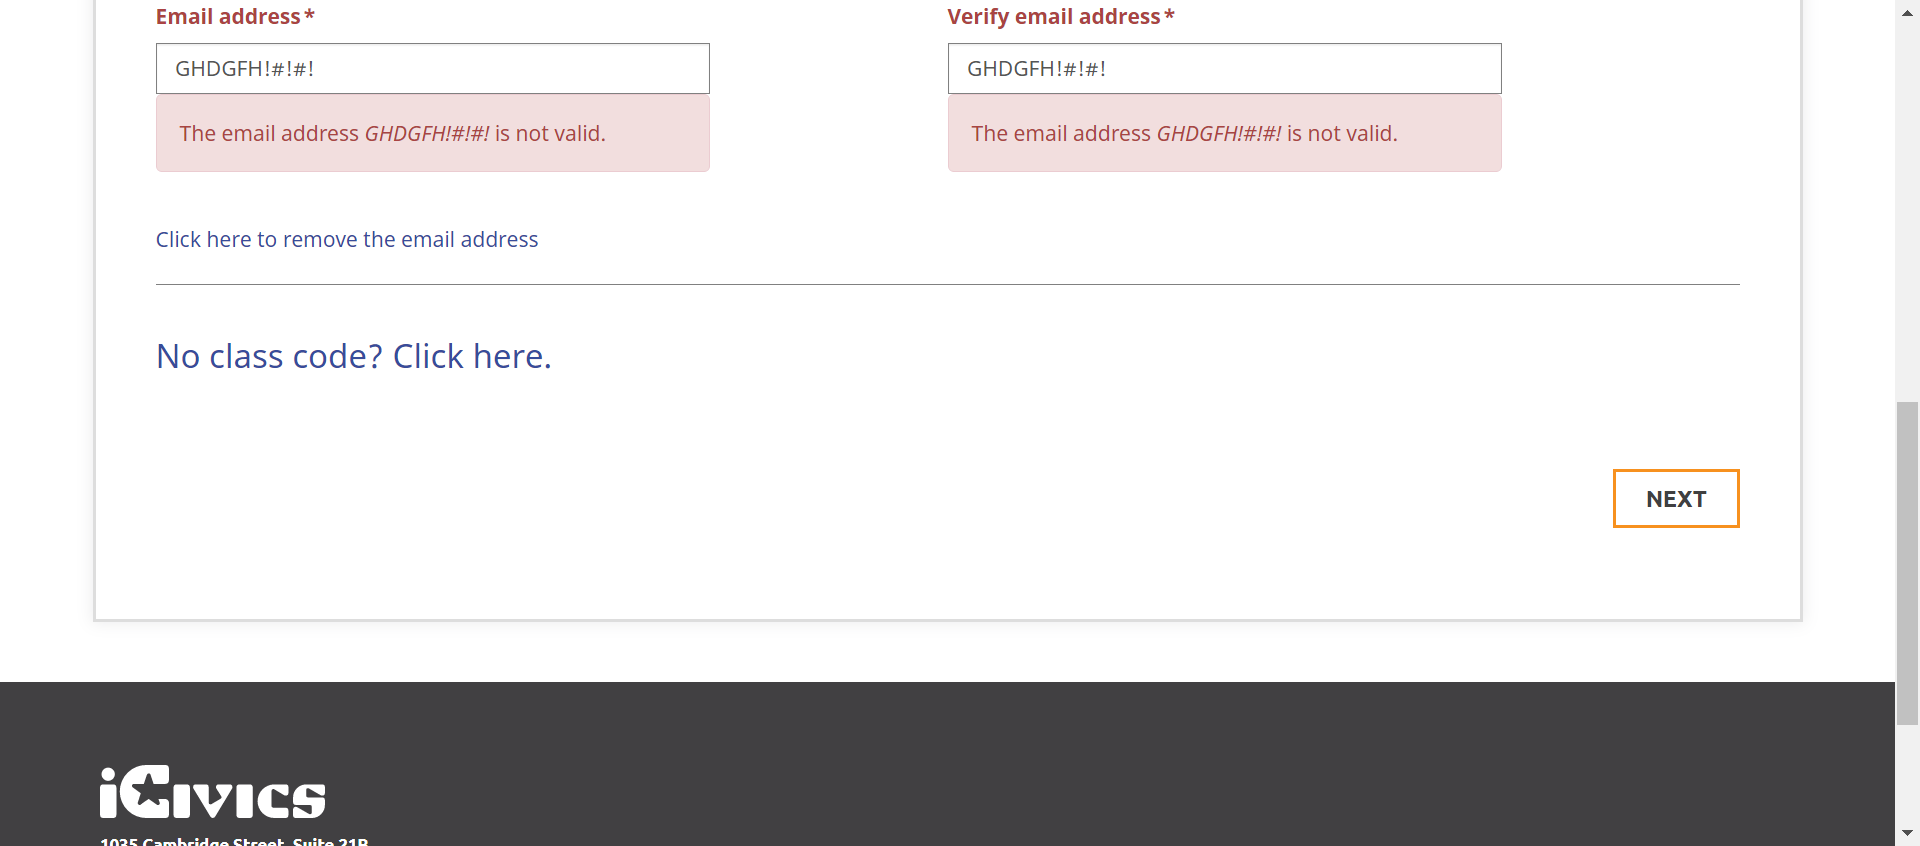 Email address*
Verify email address*
GHDGFH!#!#!
GHDGFH!#!#!
The email address GHDGFH!#!#! is not valid.
The email address GHDGFH!#!#! is not valid.
Click here to remove the email address
No class code? Click here.
NEXT
iCivics
1035 Cambridge Street, Suite 21B